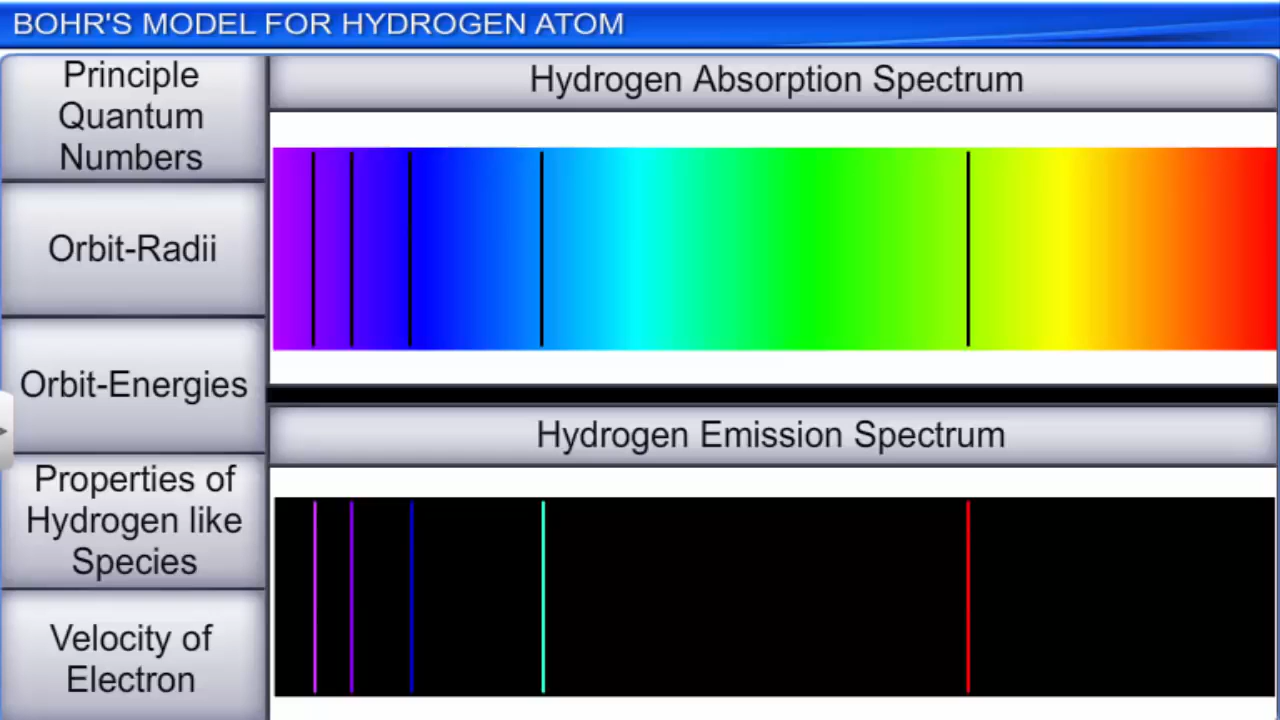 BOHR'S MODEL FOR HYDROGEN ATOM
Principle
Quantum
Numbers
Orbit-Radii
Orbit-Energies
Properties of
Hydrogen like
Species
Velocity of
Electron
Hydrogen Absorption Spectrum
Hydrogen Emission Spectrum